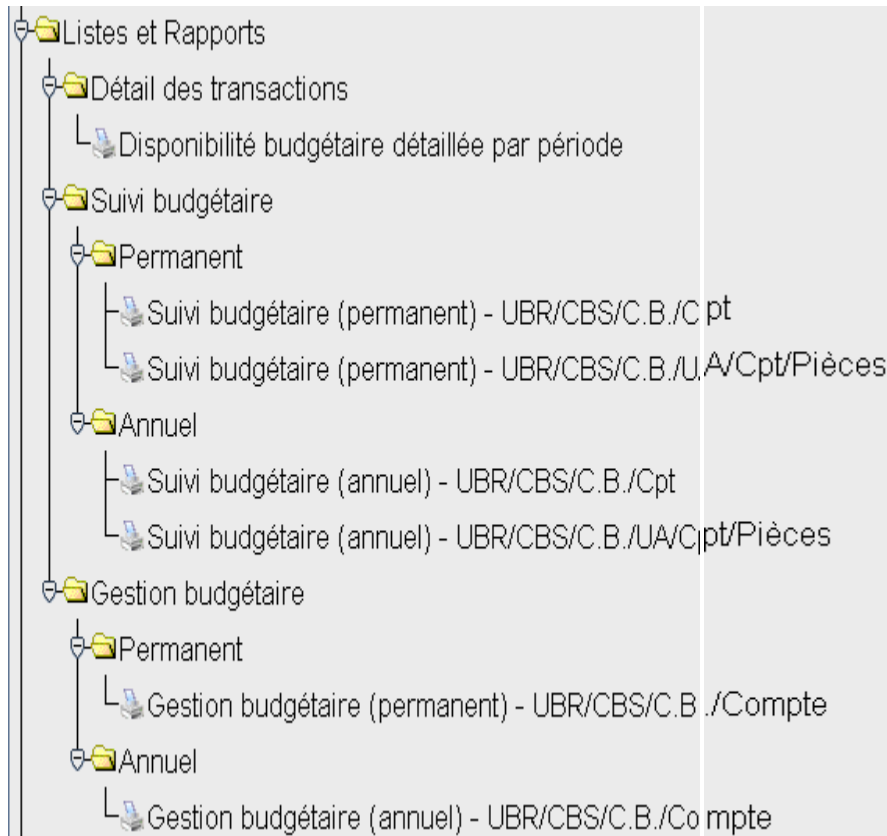 Listes et Rapports
Détail des transactions
Disponibilité budgétaire détaillée par période
Suivi budgétaire
Permanent
Suivi budgétaire (permanent) - UBR/CBS/C.B./Cpt
Suivi budgétaire (permanent) - UBR/CBS/C.B./UA/Cpt/Pièces
Annuel
Suivi budgétaire (annuel) - UBR/CBS/C.B./Cpt
Suivi budgétaire (annuel) - UBR/CBS/C.B./UA/Cpt/Pièces
Gestion budgétaire
Permanent
Gestion budgétaire (permanent) - UBR/CBS/C.B./Compte
Annuel
Gestion budgétaire (annuel) - UBR/CBS/C.B./Compte